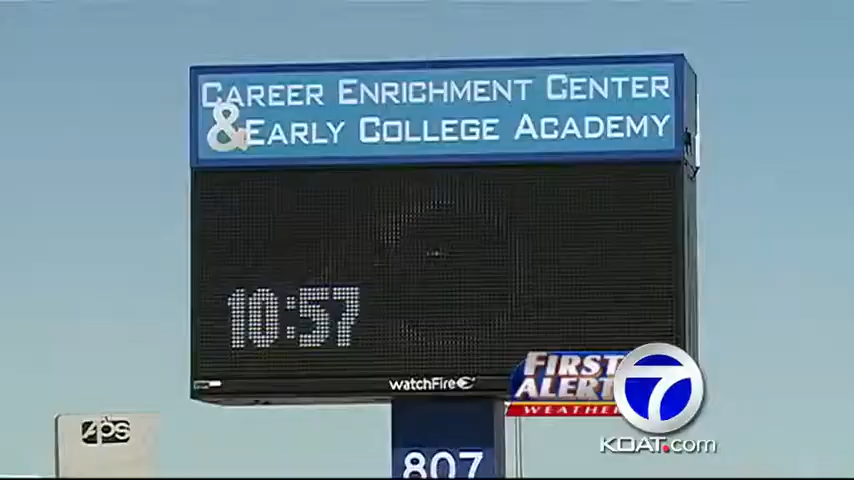 CAREER ENRICHMENT CENTER
& EARLY COLLEGE ACADEMY
10:57
watchFire
FIRST
ALERT
WEATHER
7
KOAT.com
aps
807